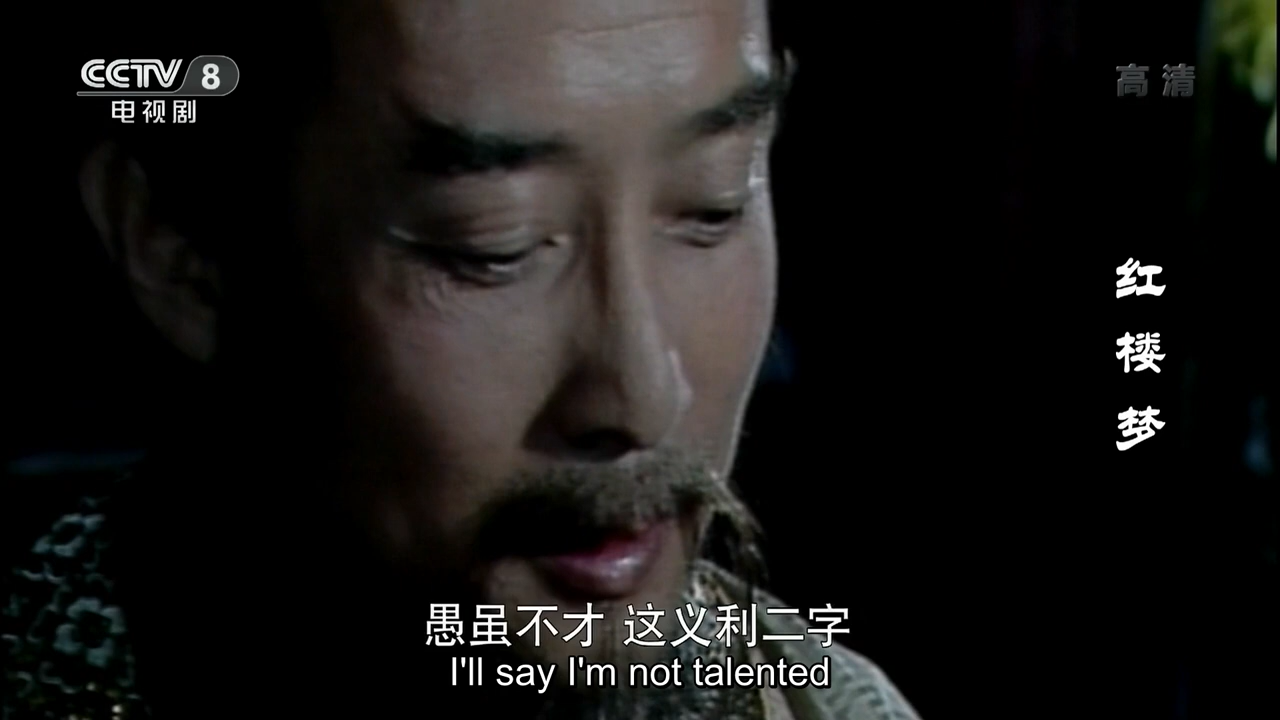 CCTV 8
电视剧
高清
红楼梦
愚虽不才 这义利二字
I'll say I'm not talented